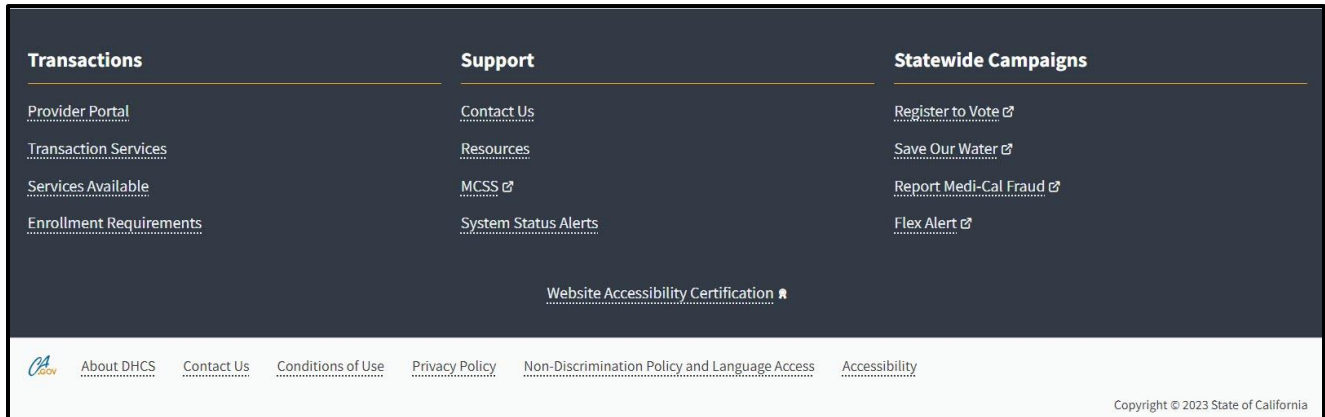 Transactions
Support
Statewide Campaigns
Provider Portal
Contact Us
Register to Vote
Transaction Services
Resources
Save Our Water
Services Available
MCSS
Report Medi-Cal Fraud
Enrollment Requirements
System Status Alerts
Flex Alert
Website Accessibility Certification
CA.GOV
About DHCS
Contact Us
Conditions of Use
Privacy Policy
Non-Discrimination Policy and Language Access
Accessibility
Copyright © 2023 State of California